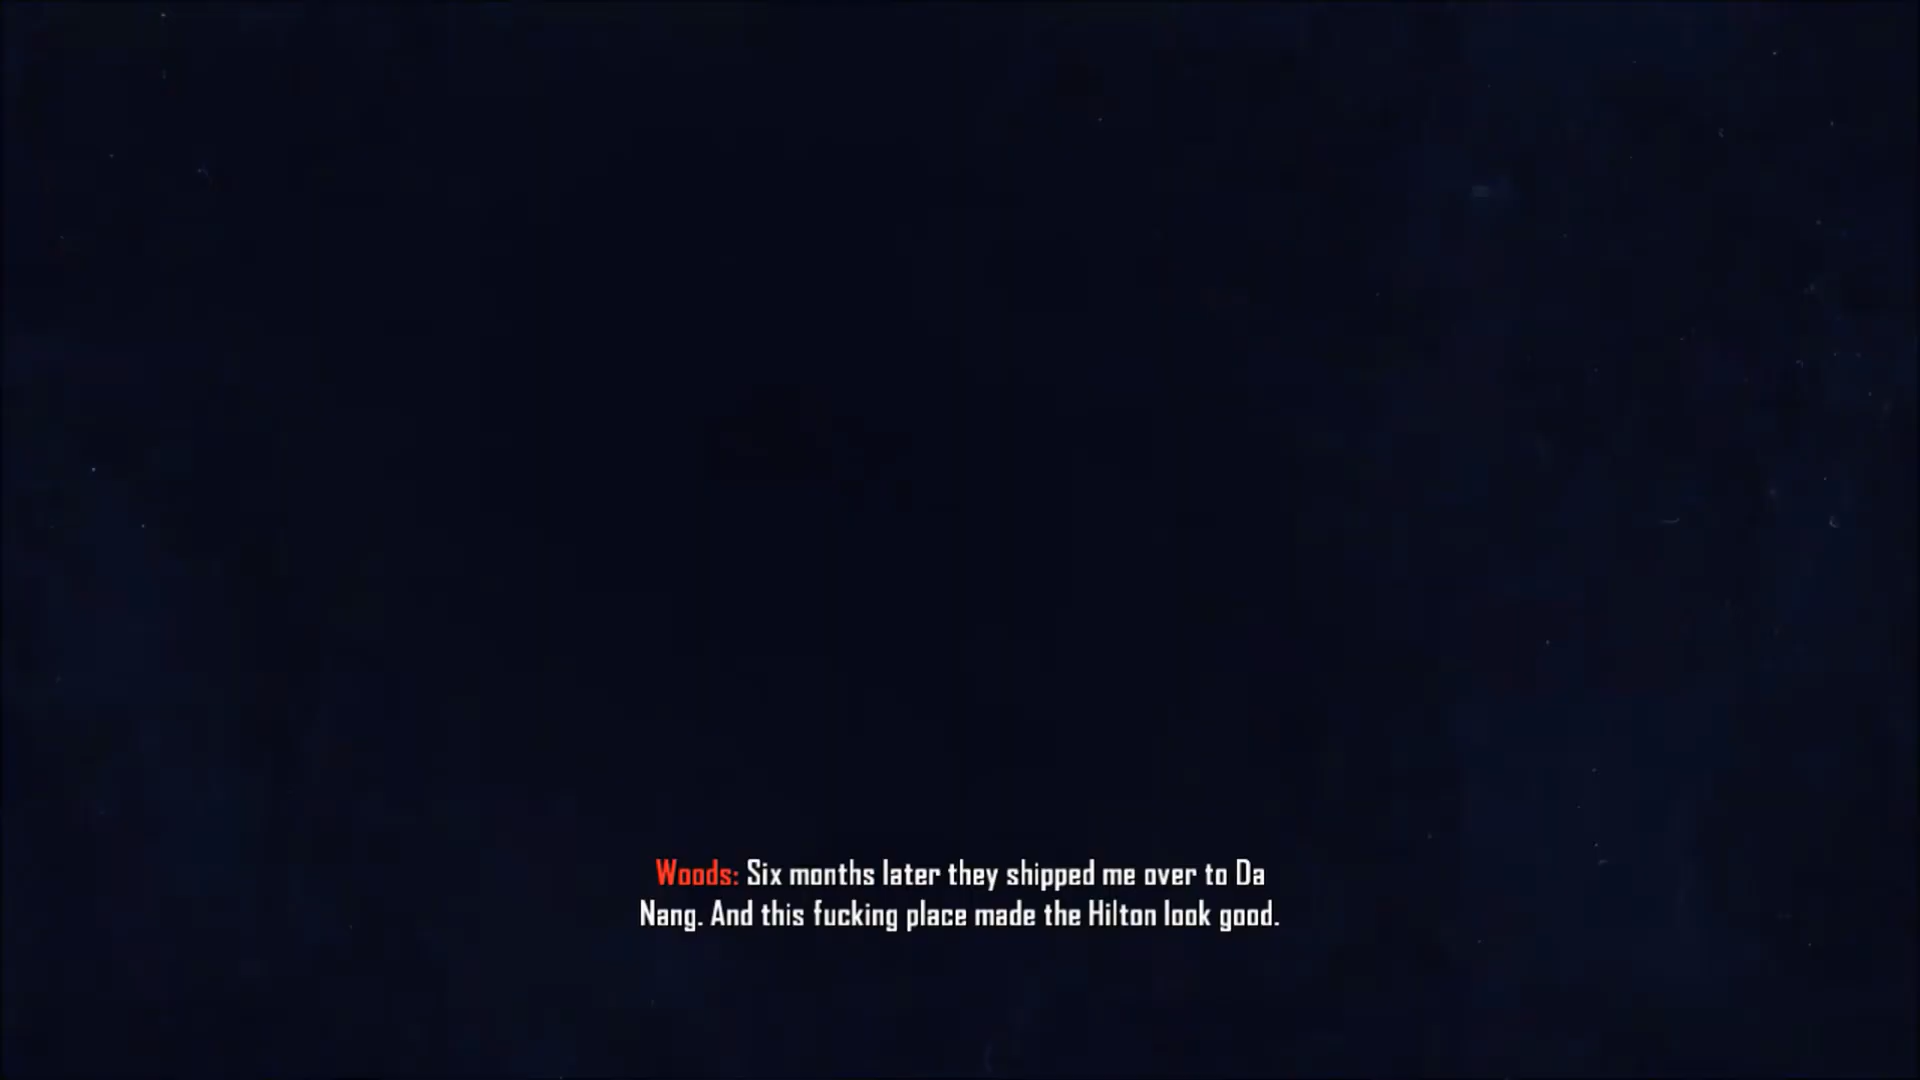 Woods: Six months later they shipped me over to Da
Nang. And this fucking place made the Hilton look good.